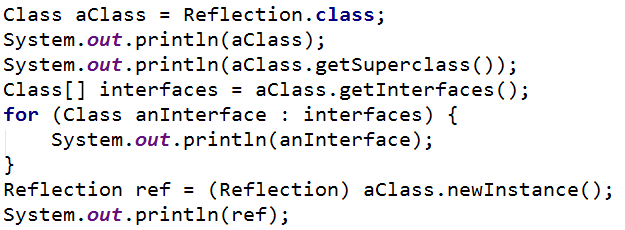 Class aClass = Reflection.class;
System.out.println(aClass);
System.out.println(aClass.getSuperclass());
Class[] interfaces = aClass.getInterfaces();
for (Class anInterface : interfaces) {
    System.out.println(anInterface);
}
Reflection ref = (Reflection) aClass.newInstance();
System.out.println(ref);